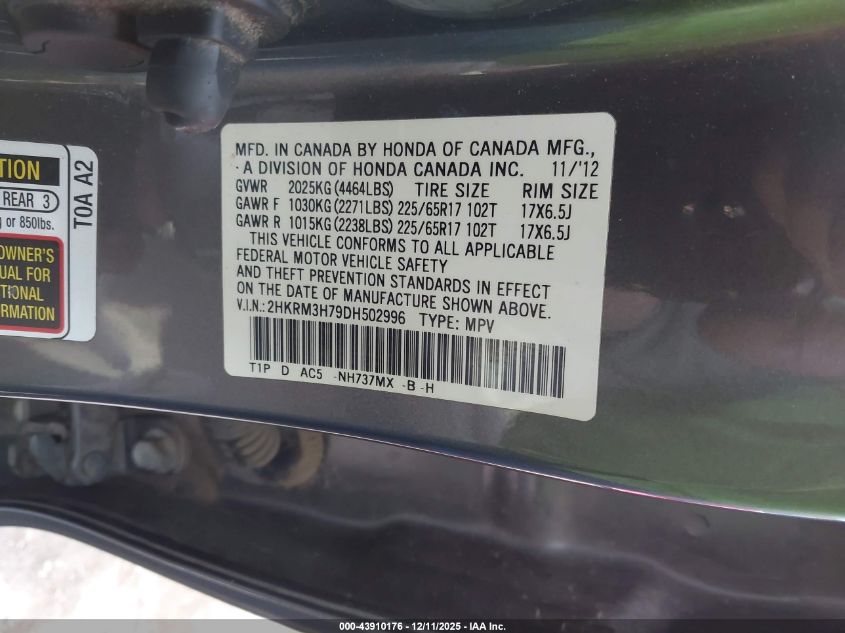 TION
REAR 3
g or 850lbs.
OWNER'S
UAL FOR
TIONAL
FORMATION
T0A A2
MFD. IN CANADA BY HONDA OF CANADA MFG.,
A DIVISION OF HONDA CANADA INC. 11/'12
GVWR 2025KG (4464LBS) TIRE SIZE RIM SIZE
GAWR F 1030KG (2271LBS) 225/65R17 102T 17X6.5J
GAWR R 1015KG (2238LBS) 225/65R17 102T 17X6.5J
THIS VEHICLE CONFORMS TO ALL APPLICABLE
FEDERAL MOTOR VEHICLE SAFETY
AND THEFT PREVENTION STANDARDS IN EFFECT
ON THE DATE OF MANUFACTURE SHOWN ABOVE.
V.I.N.: 2HKRM3H79DH502996 TYPE: MPV
T1P D AC5 -NH737MX -B -H
000-43910176 - 12/11/2025 - IAA Inc.